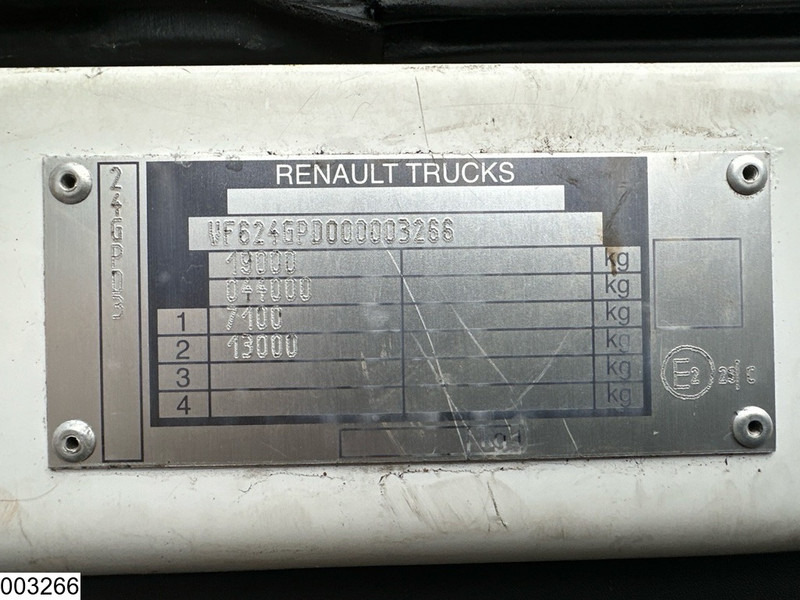 RENAULT TRUCKS
24GPD3
VF624GPD000003266
19000 kg
044000 kg
1 7100 kg
2 13000 kg
3 kg
4 kg
E2
003266